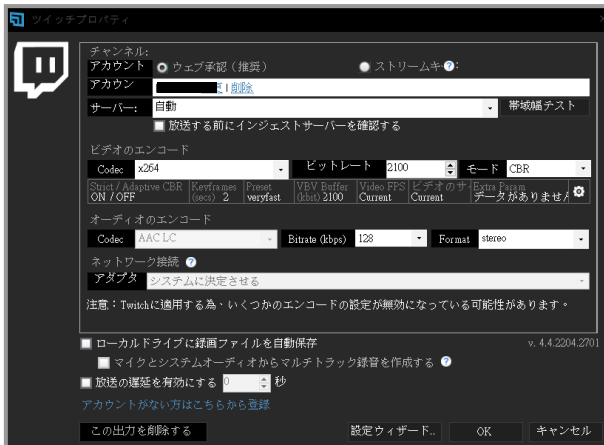 ツイッチプロパティ
チャンネル:
アカウント ウェブ承認（推奨） ストリームキー:
アカウン 更 | 削除
サーバー: 自動 帯域幅テスト
放送する前にインジェストサーバーを確認する
ビデオのエンコード
Codec x264 ビットレート 2100 モード CBR
Strict / Adaptive CBR Keyframes Preset VBV Buffer Video FPS ビデオのサイ Extra Param
ON / OFF (secs) 2 veryfast (kbit) 2100 Current Current データがありません
オーディオのエンコード
Codec AAC LC Bitrate (kbps) 128 Format stereo
ネットワーク接続 ?
アダプタ システムに決定させる
注意：Twitchに適用する為、いくつかのエンコードの設定が無効になっている可能性があります。
ローカルドライブに録画ファイルを自動保存 v. 4.4.2204.2701
マイクとシステムオーディオからマルチトラック録音を作成する ?
放送の遅延を有効にする 0 秒
アカウントがない方はこちらから登録
この出力を削除する 設定ウィザード.. OK キャンセル